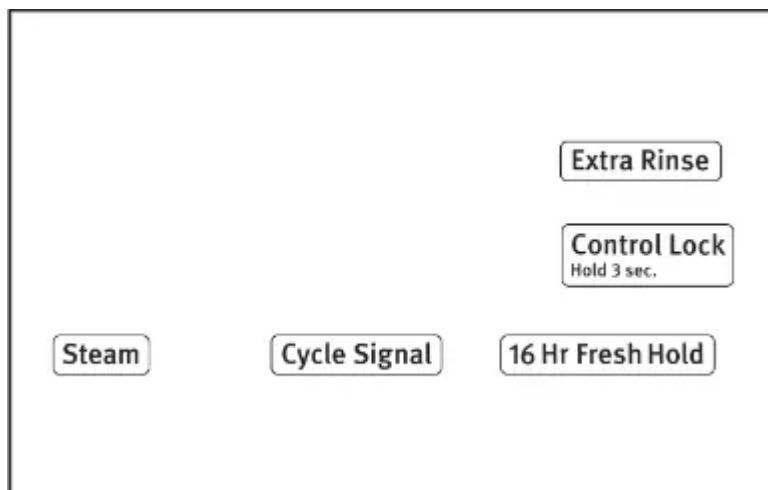 Extra Rinse
Control Lock
Hold 3 sec.
Steam
Cycle Signal
16 Hr Fresh Hold